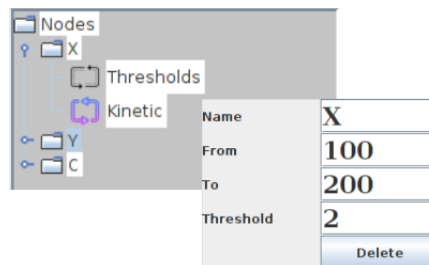 Nodes
X
Thresholds
Kinetic
Y
C
Name X
From 100
To 200
Threshold 2
Delete